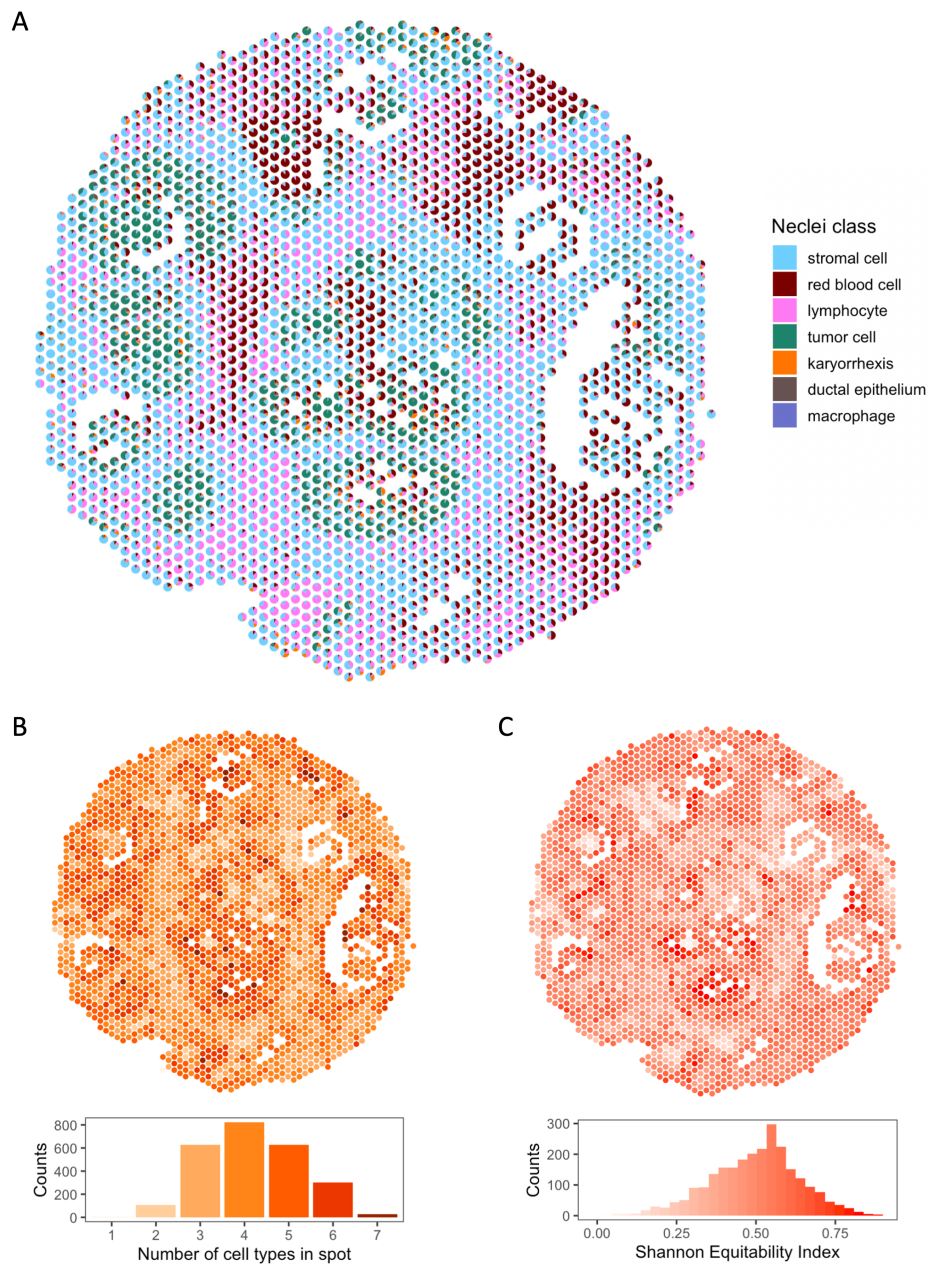 A
Neclei class
stromal cell
red blood cell
lymphocyte
tumor cell
karyorrhexis
ductal epithelium
macrophage
B
C
800
600
400
200
0
Counts
1 2 3 4 5 6 7
Number of cell types in spot
300
200
100
0
Counts
0.00 0.25 0.50 0.75
Shannon Equitability Index